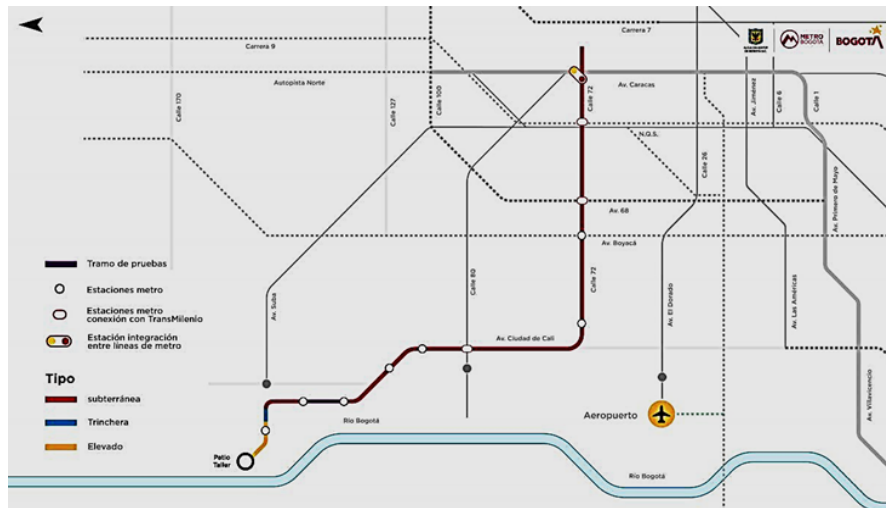 Carrera 7
METRO
BOGOTÁ
BOGOTÁ
Carrera 9
Autopista Norte
Av. Caracas
Calle 170
Calle 127
Calle 100
Calle 72
Av. Jiménez
Calle 6
Calle 1
N.Q.S.
Calle 26
Av. Primero de Mayo
Av. 68
Av. Boyacá
Tramo de pruebas
Estaciones metro
Estaciones metro
conexión con TransMilenio
Estación integración
entre líneas de metro
Av. Suba
Calle 80
Calle 72
Av. El Dorado
Av. Las Américas
Av. Ciudad de Cali
Tipo
subterránea
Trinchera
Elevado
Aeropuerto
Av. Villavicencio
Río Bogotá
Patio
Taller
Río Bogotá